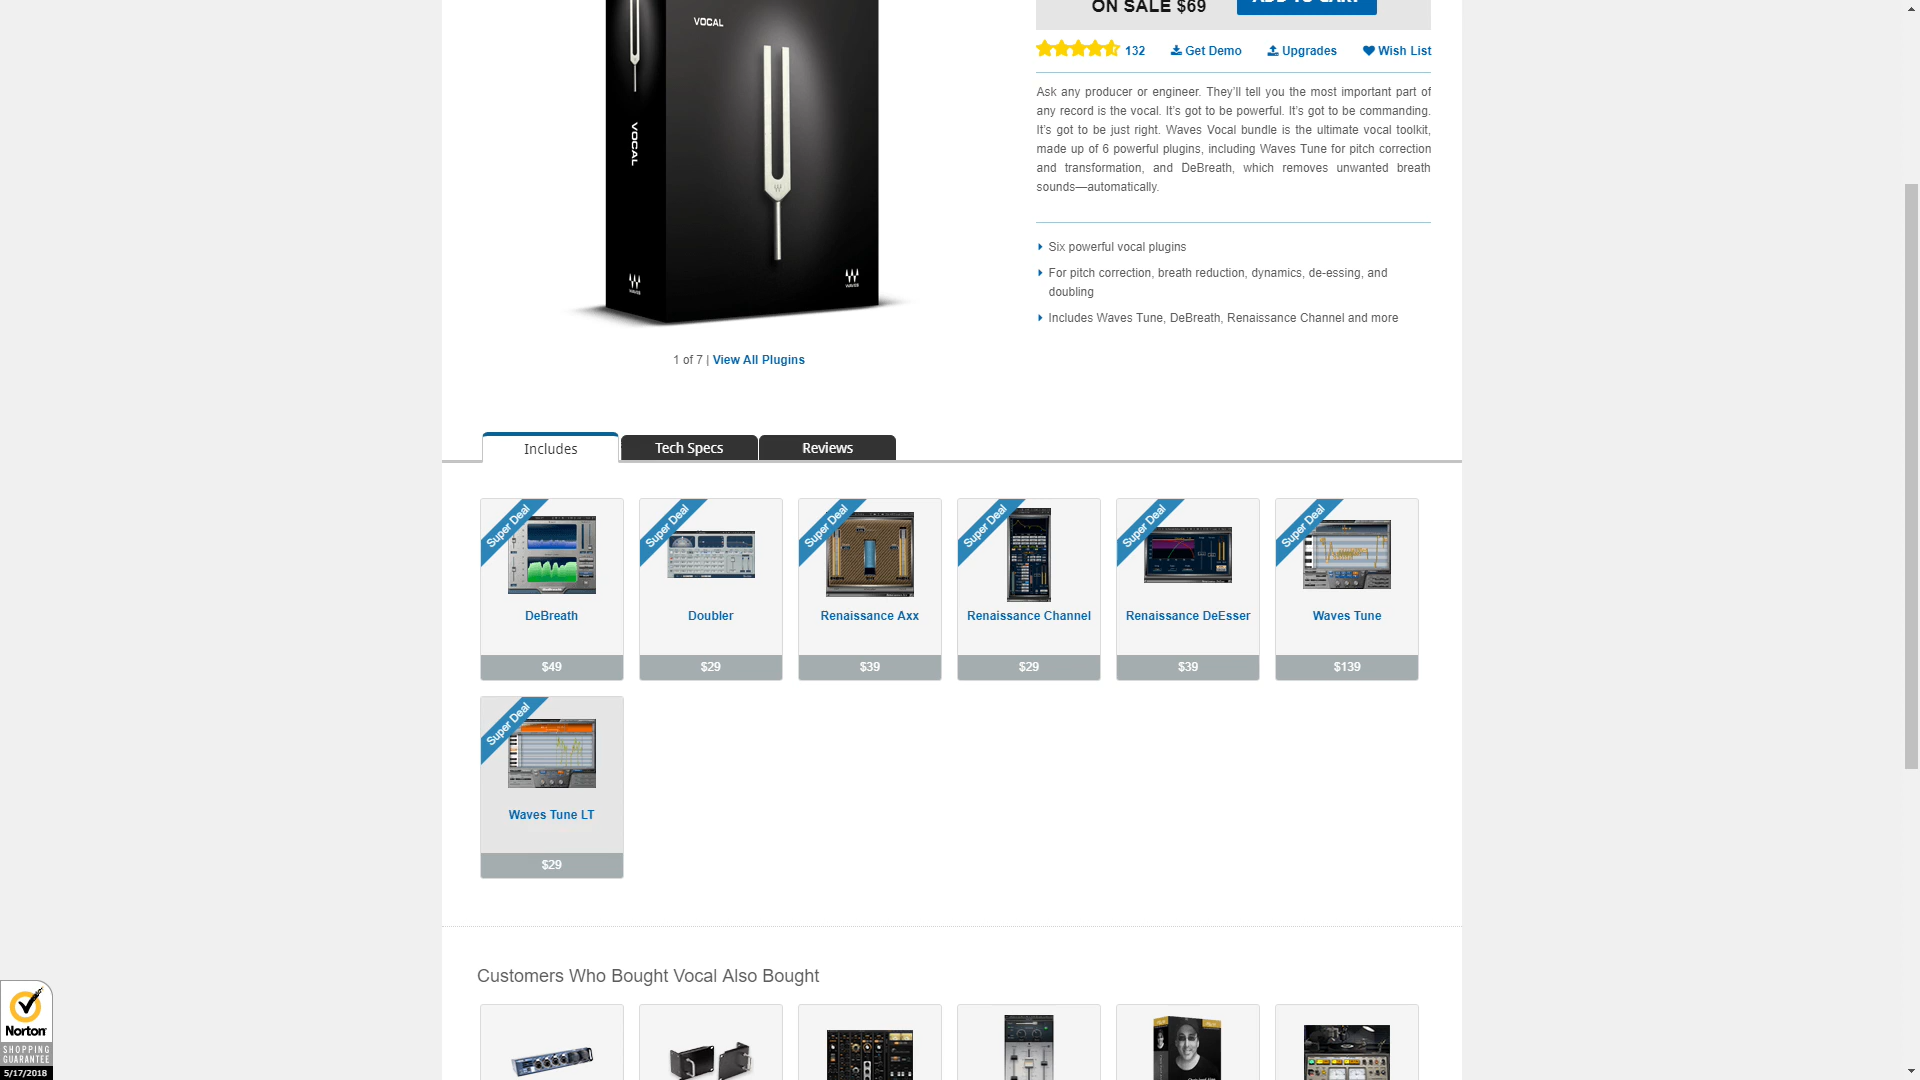 ON SALE $69
ADD TO CART
VOCAL
VOCAL
WAVES
WAVES
132
Get Demo
Upgrades
Wish List
Ask any producer or engineer. They'll tell you the most important part of
any record is the vocal. It's got to be powerful. It's got to be commanding.
It's got to be just right. Waves Vocal bundle is the ultimate vocal toolkit,
made up of 6 powerful plugins, including Waves Tune for pitch correction
and transformation, and DeBreath, which removes unwanted breath
sounds—automatically.
Six powerful vocal plugins
For pitch correction, breath reduction, dynamics, de-essing, and
doubling
Includes Waves Tune, DeBreath, Renaissance Channel and more
1 of 7 | View All Plugins
Includes
Tech Specs
Reviews
Super Deal
Super Deal
Super Deal
Super Deal
Super Deal
Super Deal
DeBreath
Doubler
Renaissance Axx
Renaissance Channel
Renaissance DeEsser
Waves Tune
$49
$29
$39
$29
$39
$139
Super Deal
Waves Tune LT
$29
Customers Who Bought Vocal Also Bought
Norton
SHOPPING
GUARANTEE
5/17/2018